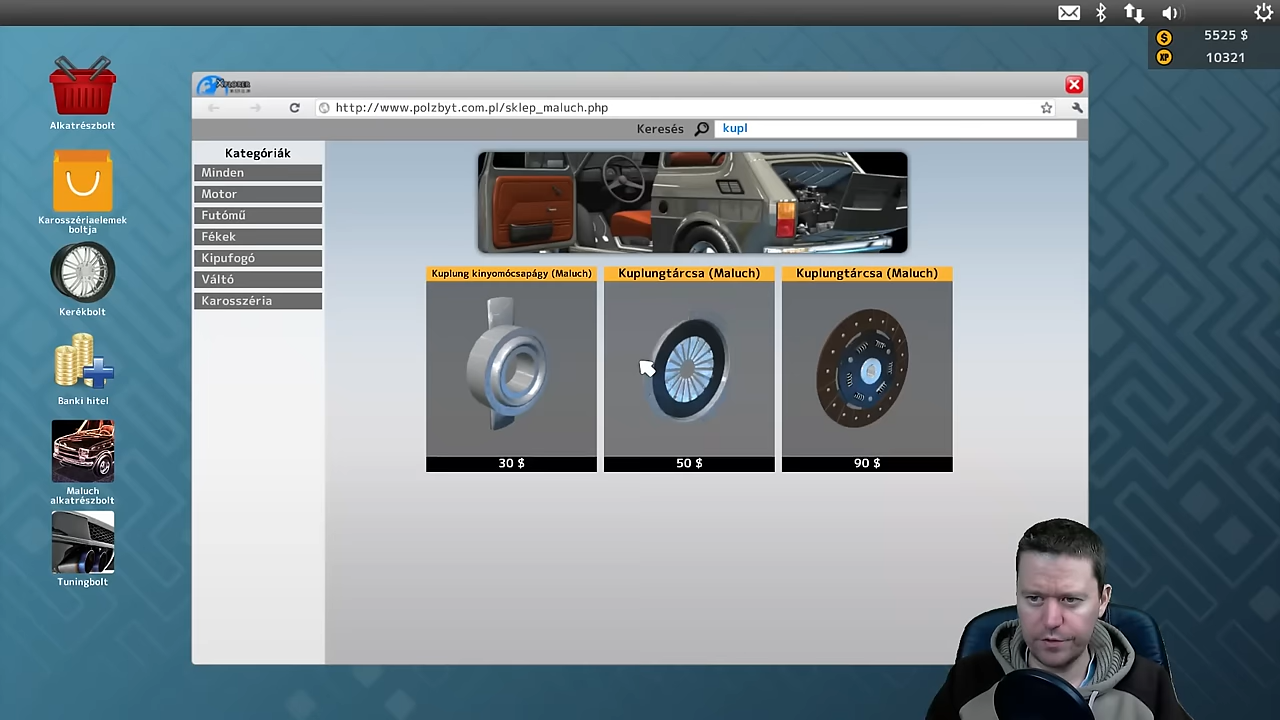 5525 $
10321
Alkatrészbolt
Karosszériaelemek
boltja
Kerékbolt
Banki hitel
Maluch
alkatrészbolt
Tuningbolt
http://www.polzbyt.com.pl/sklep_maluch.php
Keresés
kupl
Kategóriák
Minden
Motor
Futómű
Fékek
Kipufogó
Váltó
Karosszéria
Kuplung kinyomócsapágy (Maluch)
30 $
Kuplungtárcsa (Maluch)
50 $
Kuplungtárcsa (Maluch)
90 $